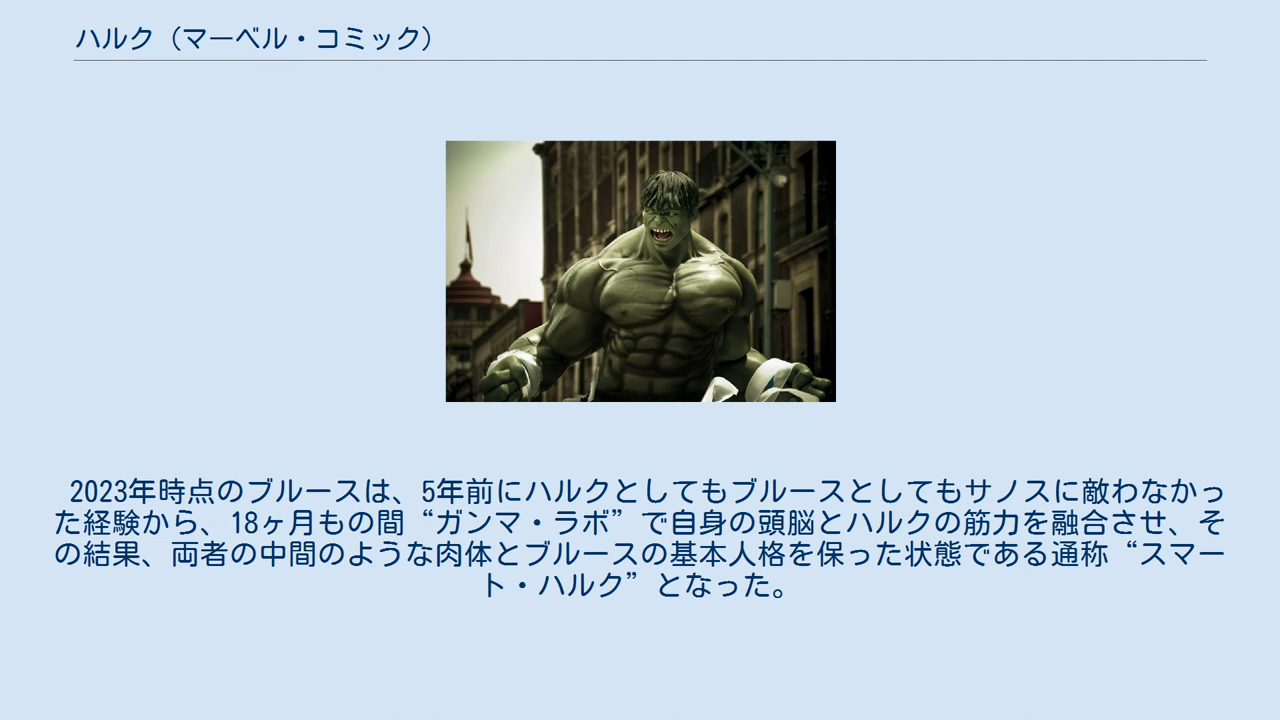 ハルク（マーベル・コミック）
2023年時点のブルースは、5年前にハルクとしてもブルースとしてもサノスに敵わなかっ
た経験から、18ヶ月もの間“ガンマ・ラボ”で自身の頭脳とハルクの筋力を融合させ、そ
の結果、両者の中間のような肉体とブルースの基本人格を保った状態である通称“スマー
ト・ハルク”となった。